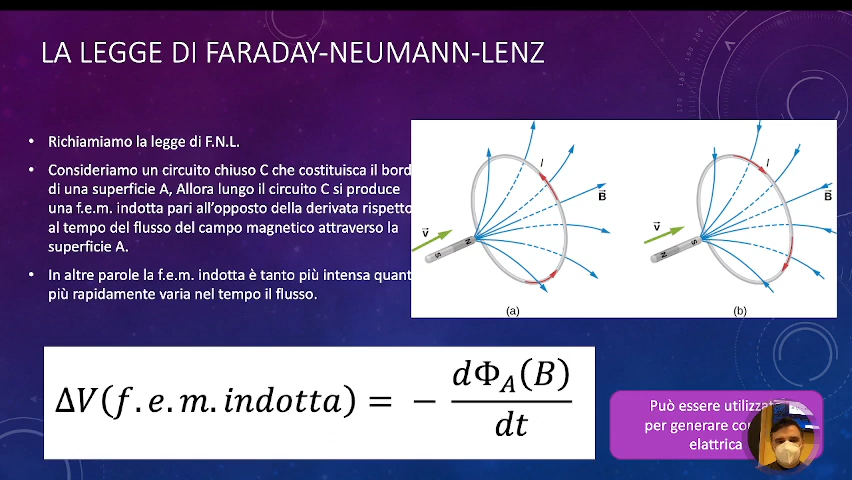 LA LEGGE DI FARADAY-NEUMANN-LENZ
• Richiamiamo la legge di F.N.L.
• Consideriamo un circuito chiuso C che costituisca il bord
di una superficie A, Allora lungo il circuito C si produce
una f.e.m. indotta pari all'opposto della derivata rispetto
al tempo del flusso del campo magnetico attraverso la
superficie A.
• In altre parole la f.e.m. indotta è tanto più intensa quant
più rapidamente varia nel tempo il flusso.
I
B
v
S N
(a)
I
B
v
N S
(b)
ΔV(f.e.m.indotta) = − dΦ_A(B)/dt
Può essere utilizzat
per generare co
elattrica